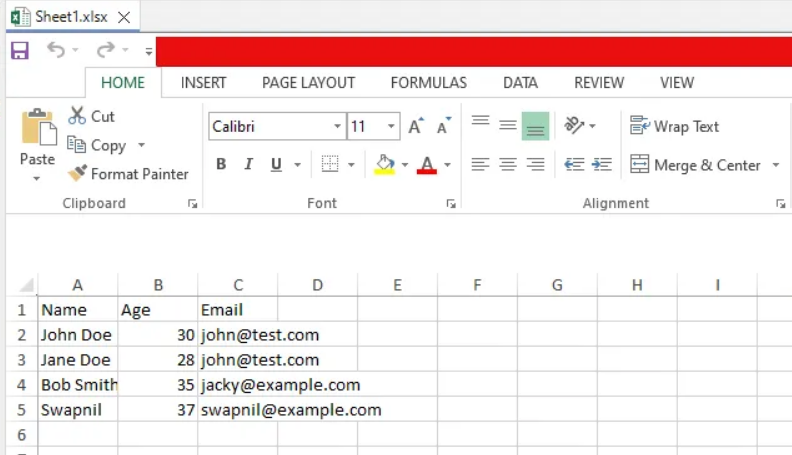 Sheet1.xlsx
HOME INSERT PAGE LAYOUT FORMULAS DATA REVIEW VIEW
Paste
Cut
Copy
Format Painter
Clipboard
Calibri 11 A A
B I U A
Font
Wrap Text
Merge & Center
Alignment
A B C D E F G H I
1 Name Age Email
2 John Doe 30 john@test.com
3 Jane Doe 28 john@test.com
4 Bob Smith 35 jacky@example.com
5 Swapnil 37 swapnil@example.com
6